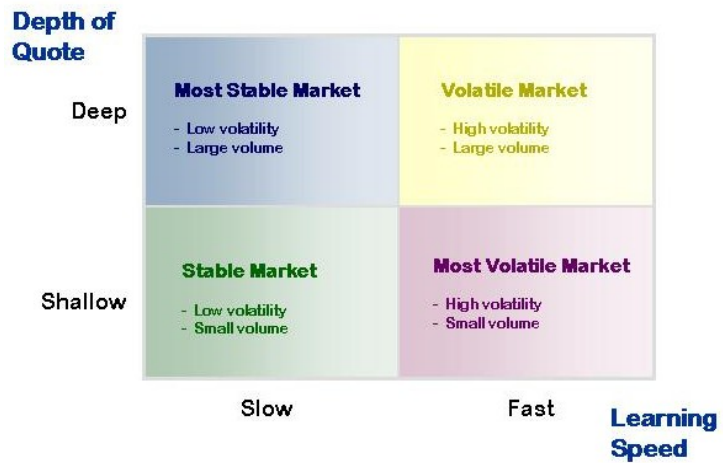 Depth of
Quote
Deep
Most Stable Market
- Low volatility
- Large volume
Volatile Market
- High volatility
- Large volume
Shallow
Stable Market
- Low volatility
- Small volume
Most Volatile Market
- High volatility
- Small volume
Slow
Fast
Learning
Speed